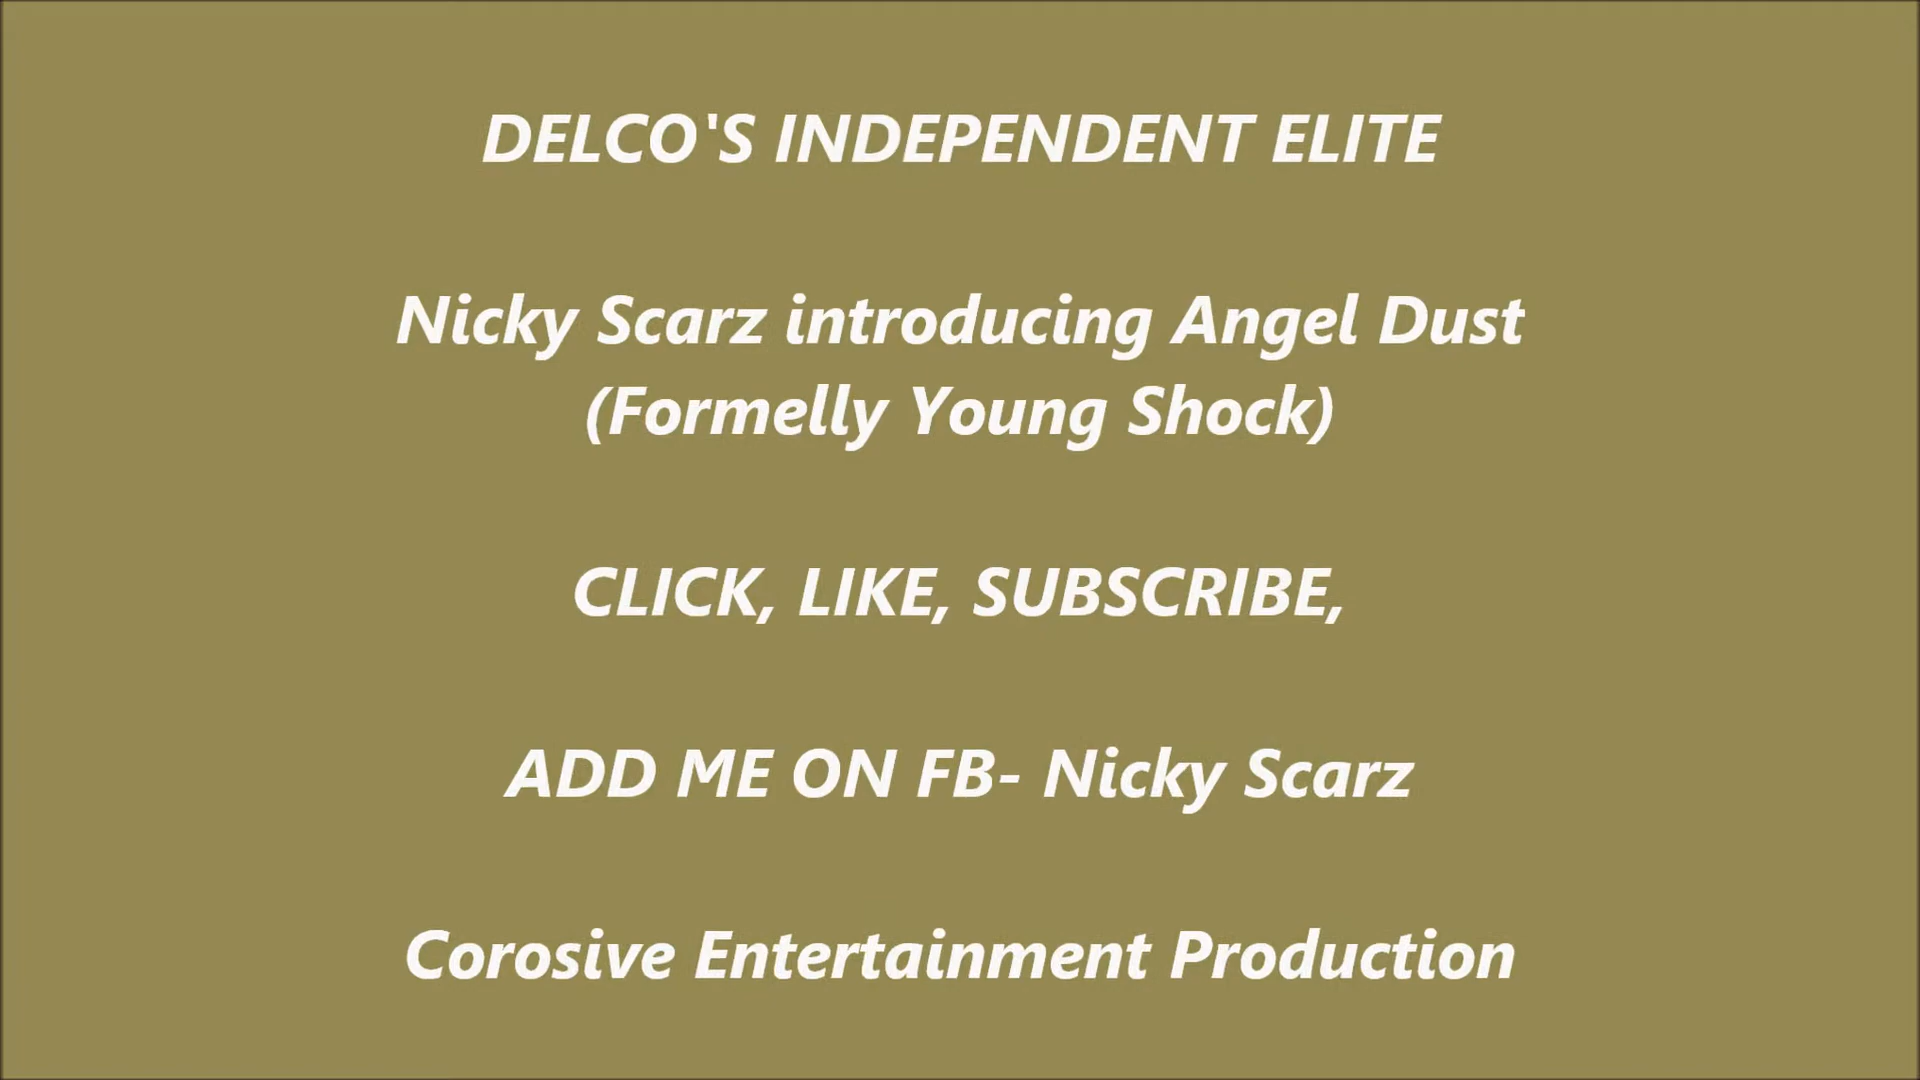 DELCO'S INDEPENDENT ELITE
Nicky Scarz introducing Angel Dust
(Formelly Young Shock)
CLICK, LIKE, SUBSCRIBE,
ADD ME ON FB- Nicky Scarz
Corosive Entertainment Production